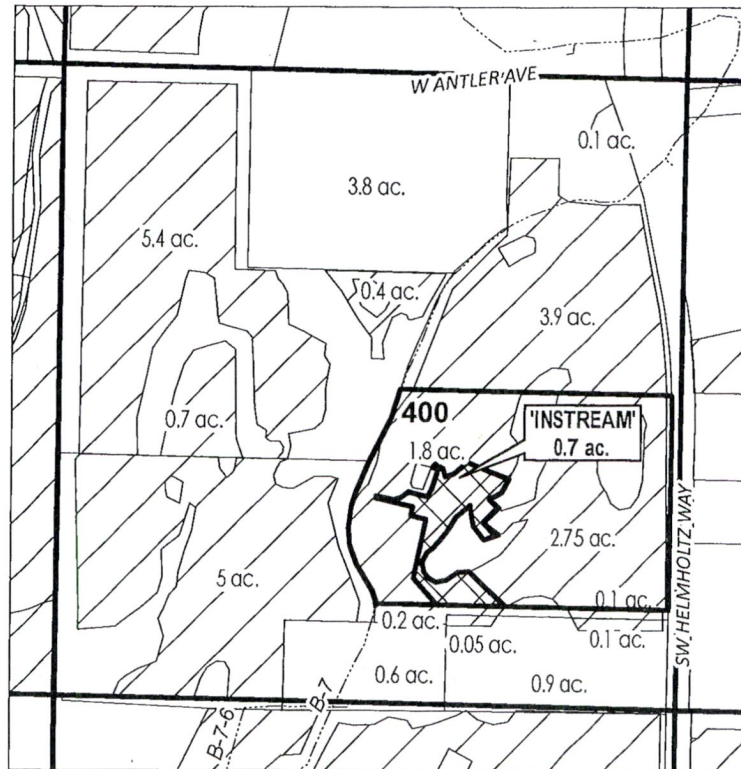 W ANTLER AVE
0.1 ac.
3.8 ac.
5.4 ac.
0.4 ac.
3.9 ac.
400
'INSTREAM'
0.7 ac.
0.7 ac.
1.8 ac.
2.75 ac.
SW. HELMHOLTZ WAY
5 ac.
0.1 ac.
0.2 ac.
0.05 ac.
0.1 ac.
0.6 ac.
0.9 ac.
B-7
B-7-6